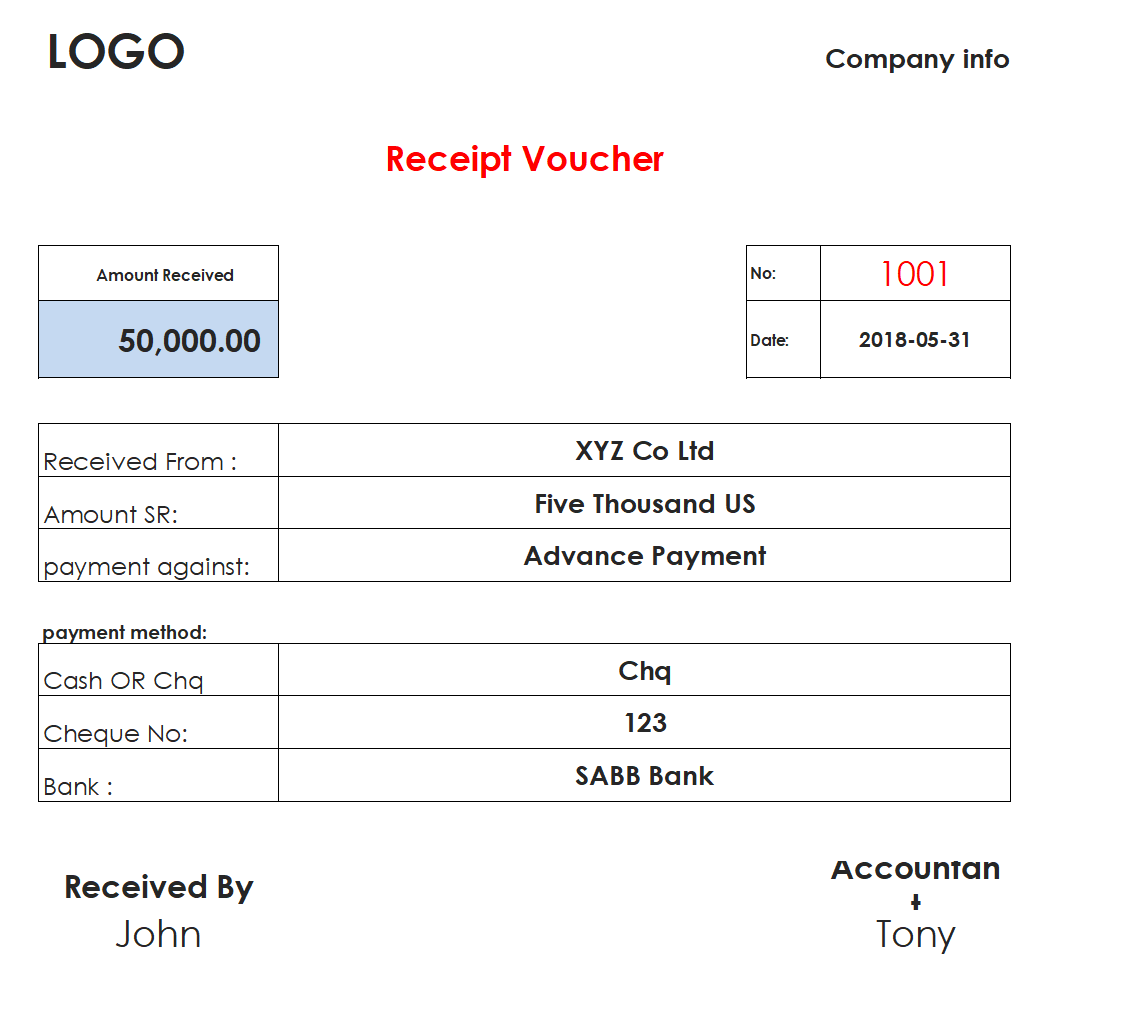 LOGO
Company info
Receipt Voucher
Amount Received
50,000.00
No:
1001
Date:
2018-05-31
Received From :
XYZ Co Ltd
Amount SR:
Five Thousand US
payment against:
Advance Payment
payment method:
Cash OR Chq
Chq
Cheque No:
123
Bank :
SABB Bank
Received By
John
Accountan
t
Tony